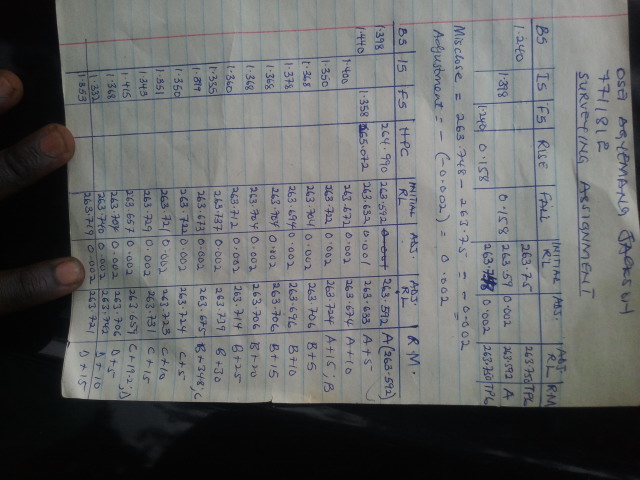 OSEI AGYEMANG JACKSON
7711812
SURVEYING ASSIGNMENT
BS IS FS RISE FALL INITIAL RL ADJ. ADJ. RL R.M
1.240 263.75 263.750 TPL
1.398 0.158 263.59 0.002 263.592 A
1.240 0.158 263.748 0.002 263.750 TPL
Misclose = 263.748 - 263.75 = -0.002
Adjustment = -(-0.002) = 0.002
BS IS FS HPC INITIAL RL ADJ. ADJ. RL R.M.
1.398 264.990 263.592 0.001 263.592 A(263.592)
1.440 1.358 265.072 263.632 0.001 263.633 A+5
1.400 263.672 0.002 263.674 A+10
1.350 263.722 0.002 263.724 A+15; B
1.368 263.704 0.002 263.706 B+5
1.378 263.694 0.002 263.696 B+10
1.368 263.704 0.002 263.706 B+15
1.368 263.704 0.002 263.706 B+20
1.360 263.712 0.002 263.714 B+25
1.335 263.737 0.002 263.739 B+30
1.399 263.673 0.002 263.675 B+34.8; C
1.350 263.722 0.002 263.724 C+5
1.351 263.721 0.002 263.723 C+10
1.343 263.729 0.002 263.731 C+15
1.415 263.657 0.002 263.659 C+19.2; D
1.368 263.704 0.002 263.706 D+5
1.332 263.740 0.002 263.742 D+10
1.353 263.719 0.002 263.721 D+15